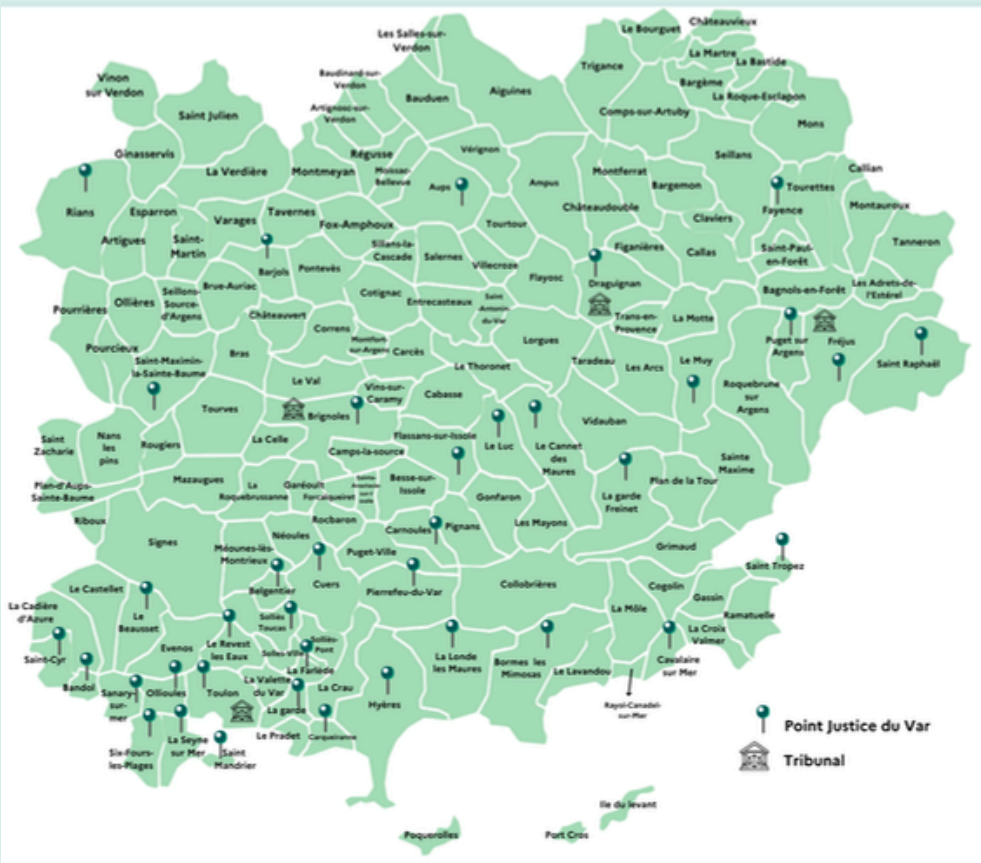 Châteauvieux
Le Bourguet
Les Salles-sur-
Verdon
La Martre
La Bastide
Trigance
Baudinard-sur-
Verdon
Vinon
sur Verdon
Bargème
Aiguines
Bauduen
La Roque-Esclapon
Artignosc-sur-
Verdon
Comps-sur-Artuby
Saint Julien
Mons
Vérignon
Ginasservis
Régusse
Seillans
La Verdière
Montmeyan
Moissac-
Bellevue
Montferrat
Callian
Aups
Ampus
Bargemon
Tourettes
Montauroux
Châteaudouble
Fayence
Rians
Esparron
Varages
Tavernes
Fox-Amphoux
Tourtour
Claviers
Artigues
Saint-
Martin
Sillans-la-
Cascade
Salernes
Villecroze
Figanières
Callas
Saint-Paul-
en-Forêt
Tanneron
Barjols
Pontevès
Flayosc
Draguignan
Brue-Auriac
Seillons-
Source-
d'Argens
Cotignac
Entrecasteaux
Saint
Antonin
du-Var
Bagnols-en-Forêt
Les Adrets-de-
l'Estérel
Pourrières
Ollières
Châteauvert
Correns
Trans-en-
Provence
La Motte
Montfort-
sur-Argens
Carcès
Lorgues
Puget sur
Argens
Fréjus
Pourcieux
Saint-Maximin-
la-Sainte-Baume
Bras
Le Thoronet
Taradeau
Les Arcs
Le Muy
Saint Raphaël
Le Val
Vins-sur-
Caramy
Cabasse
Roquebrune
sur
Argens
Tourves
Brignoles
Vidauban
Saint
Zacharie
Nans
les
pins
Rougiers
La Celle
Flassans-sur-Issole
Camps-la-source
Le Luc
Le Cannet
des
Maures
Sainte
Maxime
Plan-d'Aups-
Sainte-Baume
Mazaugues
La
Roquebrussanne
Garéoult
Forcalqueiret
Besse-sur-
Issole
Gonfaron
La garde
Freinet
Plan de la Tour
Riboux
Rocbaron
Carnoules
Pignans
Les Mayons
Signes
Néoules
Méounes-lès-
Montrieux
Puget-Ville
Grimaud
Saint Tropez
Le Castellet
Belgentier
Cuers
Pierrefeu-du-Var
Collobrières
Cogolin
Gassin
La Cadière
d'Azure
Le
Beausset
Solliès
Toucas
La Môle
Ramatuelle
La Croix
Valmer
Saint-Cyr
Evenos
Le Revest
les Eaux
Solliès-Ville
Solliès-
Pont
La Farlède
La Londe
les Maures
Bormes les
Mimosas
Le Lavandou
Cavalaire
sur Mer
Bandol
Sanary-
sur-
mer
Ollioules
Toulon
La Valette
du Var
La Crau
Hyères
Rayol-Canadel-
sur-Mer
La garde
Le Pradet
Carqueiranne
Six-Fours-
les-Plages
La Seyne
sur Mer
Saint
Mandrier
Point Justice du Var
Tribunal
Ile du levant
Poquerolles
Port Cros